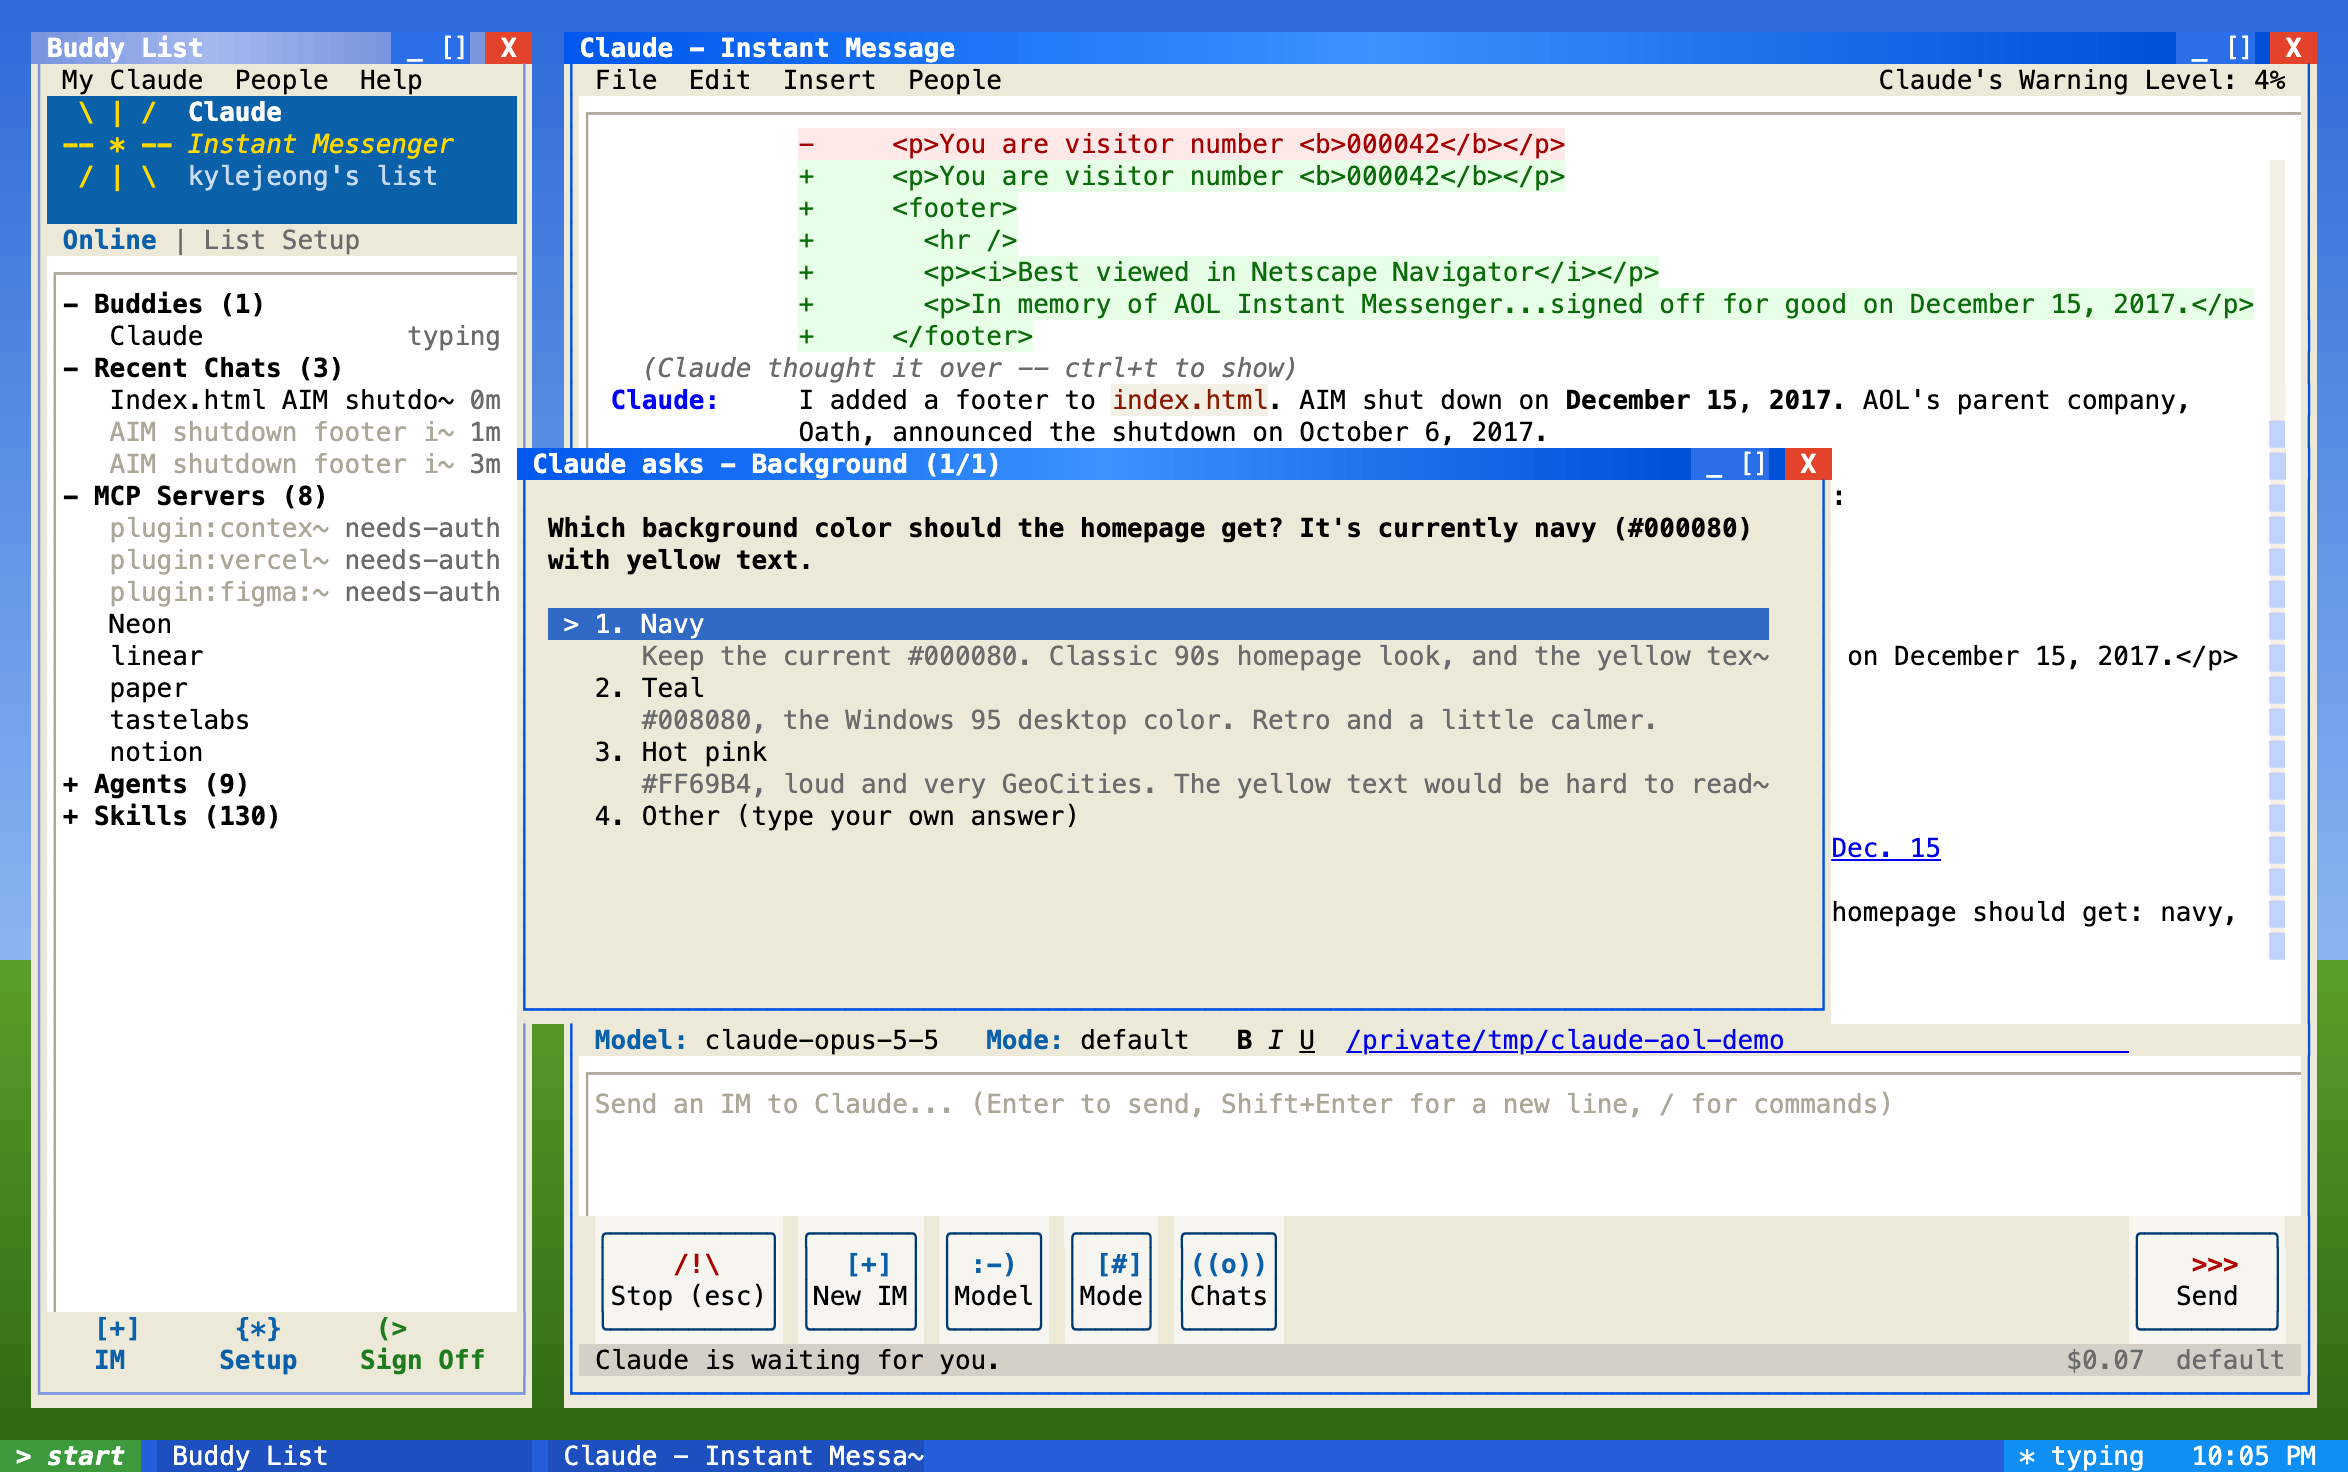 Buddy List _ [] X
My Claude People Help
\ | / Claude
-- * -- Instant Messenger
/ | \ kylejeong's list
Online | List Setup
- Buddies (1)
Claude typing
- Recent Chats (3)
Index.html AIM shutdo~ 0m
AIM shutdown footer i~ 1m
AIM shutdown footer i~ 3m
- MCP Servers (8)
plugin:contex~ needs-auth
plugin:vercel~ needs-auth
plugin:figma:~ needs-auth
Neon
linear
paper
tastelabs
notion
+ Agents (9)
+ Skills (130)
[+] {*} (>
IM Setup Sign Off
Claude - Instant Message _ [] X
File Edit Insert People Claude's Warning Level: 4%
- <p>You are visitor number <b>000042</b></p>
+ <p>You are visitor number <b>000042</b></p>
+ <footer>
+ <hr />
+ <p><i>Best viewed in Netscape Navigator</i></p>
+ <p>In memory of AOL Instant Messenger...signed off for good on December 15, 2017.</p>
+ </footer>
(Claude thought it over -- ctrl+t to show)
Claude: I added a footer to index.html. AIM shut down on December 15, 2017. AOL's parent company,
Oath, announced the shutdown on October 6, 2017.
Claude asks - Background (1/1) _ [] X
:
Which background color should the homepage get? It's currently navy (#000080)
with yellow text.
> 1. Navy
Keep the current #000080. Classic 90s homepage look, and the yellow tex~
on December 15, 2017.</p>
2. Teal
#008080, the Windows 95 desktop color. Retro and a little calmer.
3. Hot pink
#FF69B4, loud and very GeoCities. The yellow text would be hard to read~
4. Other (type your own answer)
Dec. 15
homepage should get: navy,
Model: claude-opus-5-5 Mode: default B I U /private/tmp/claude-aol-demo
Send an IM to Claude... (Enter to send, Shift+Enter for a new line, / for commands)
/!\ [+] :-) [#] ((o)) >>>
Stop (esc) New IM Model Mode Chats Send
Claude is waiting for you. $0.07 default
> start Buddy List Claude - Instant Messa~ * typing 10:05 PM